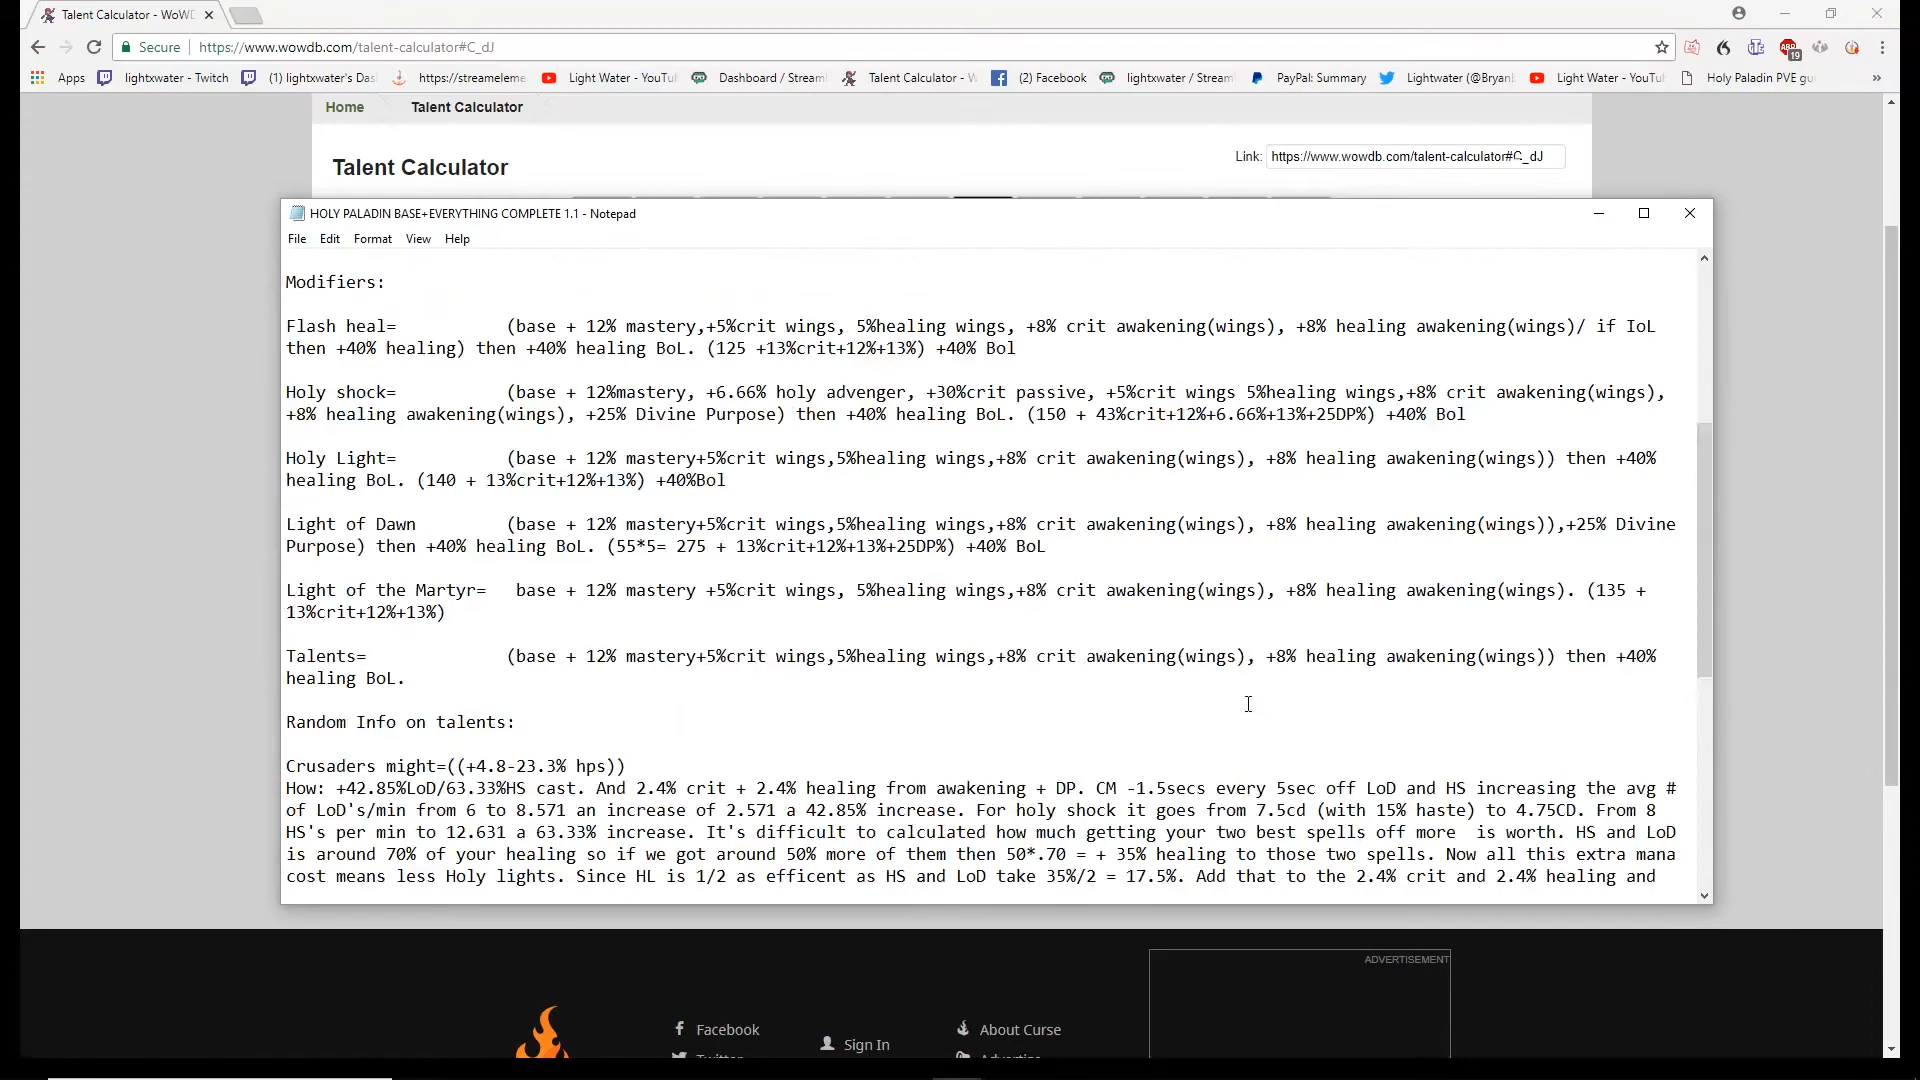 Talent Calculator - WoWD
Secure https://www.wowdb.com/talent-calculator#C_dJ
Apps lightxwater - Twitch (1) lightxwater's Das https://streameleme Light Water - YouTu Dashboard / Stream Talent Calculator - W (2) Facebook lightxwater / Stream PayPal: Summary Lightwater (@Bryan Light Water - YouTu Holy Paladin PVE gu »
Home Talent Calculator
Talent Calculator
Link: https://www.wowdb.com/talent-calculator#C_dJ
HOLY PALADIN BASE+EVERYTHING COMPLETE 1.1 - Notepad
File Edit Format View Help
Modifiers:
Flash heal= (base + 12% mastery,+5%crit wings, 5%healing wings, +8% crit awakening(wings), +8% healing awakening(wings)/ if IoL
then +40% healing) then +40% healing BoL. (125 +13%crit+12%+13%) +40% Bol
Holy shock= (base + 12%mastery, +6.66% holy advenger, +30%crit passive, +5%crit wings 5%healing wings,+8% crit awakening(wings),
+8% healing awakening(wings), +25% Divine Purpose) then +40% healing BoL. (150 + 43%crit+12%+6.66%+13%+25DP%) +40% Bol
Holy Light= (base + 12% mastery+5%crit wings,5%healing wings,+8% crit awakening(wings), +8% healing awakening(wings)) then +40%
healing BoL. (140 + 13%crit+12%+13%) +40%Bol
Light of Dawn (base + 12% mastery+5%crit wings,5%healing wings,+8% crit awakening(wings), +8% healing awakening(wings)),+25% Divine
Purpose) then +40% healing BoL. (55*5= 275 + 13%crit+12%+13%+25DP%) +40% BoL
Light of the Martyr= base + 12% mastery +5%crit wings, 5%healing wings,+8% crit awakening(wings), +8% healing awakening(wings). (135 +
13%crit+12%+13%)
Talents= (base + 12% mastery+5%crit wings,5%healing wings,+8% crit awakening(wings), +8% healing awakening(wings)) then +40%
healing BoL.
Random Info on talents:
Crusaders might=((+4.8-23.3% hps))
How: +42.85%LoD/63.33%HS cast. And 2.4% crit + 2.4% healing from awakening + DP. CM -1.5secs every 5sec off LoD and HS increasing the avg #
of LoD's/min from 6 to 8.571 an increase of 2.571 a 42.85% increase. For holy shock it goes from 7.5cd (with 15% haste) to 4.75CD. From 8
HS's per min to 12.631 a 63.33% increase. It's difficult to calculated how much getting your two best spells off more is worth. HS and LoD
is around 70% of your healing so if we got around 50% more of them then 50*.70 = + 35% healing to those two spells. Now all this extra mana
cost means less Holy lights. Since HL is 1/2 as efficent as HS and LoD take 35%/2 = 17.5%. Add that to the 2.4% crit and 2.4% healing and
ADVERTISEMENT
Facebook
Sign In
About Curse
Twitter
Advertise